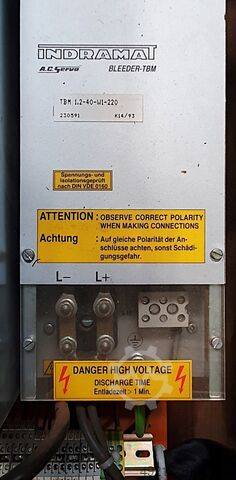 INDRAMAT
A.C. Servo BLEEDER-TBM
TBM 1.2-40-W1-220
230591 K14/93
Spannungs- und
Isolationsgeprüft
nach DIN VDE 0160
ATTENTION : OBSERVE CORRECT POLARITY
WHEN MAKING CONNECTIONS
Achtung : Auf gleiche Polarität der An-
schlüsse achten, sonst Schädi-
gungsgefahr.
L- L+
DANGER HIGH VOLTAGE
DISCHARGE TIME
Entladezeit > 1 Min.